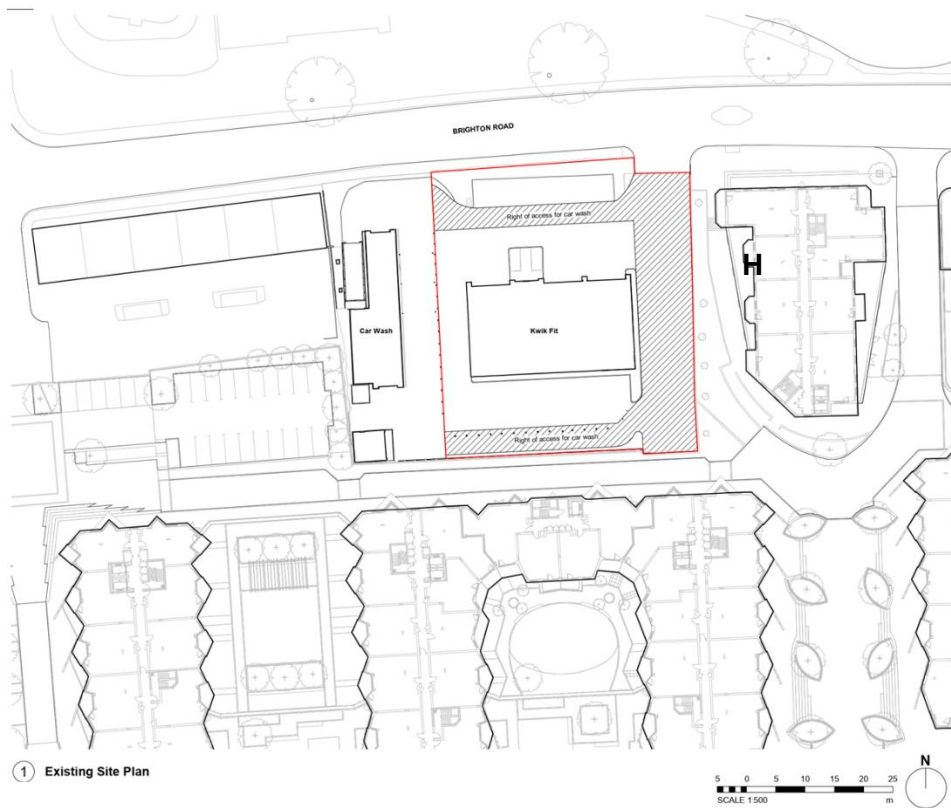 BRIGHTON ROAD
Right of access for car wash
H
Car Wash
Kwik Fit
Right of access for car wash
1 Existing Site Plan
N
5 0 5 10 15 20 25
SCALE 1:500 m